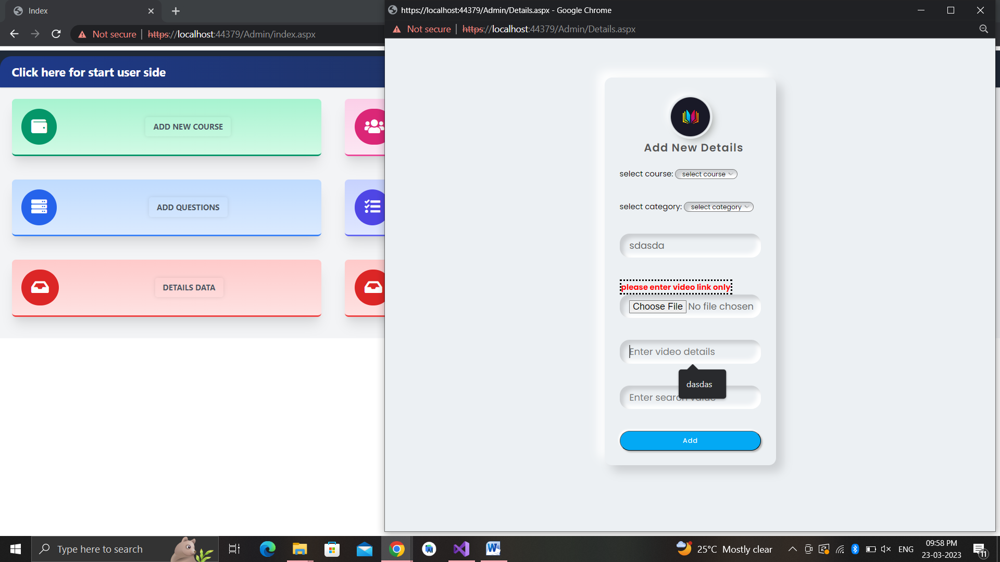 Index
Not secure
https://localhost:44379/Admin/index.aspx
Click here for start user side
ADD NEW COURSE
ADD QUESTIONS
DETAILS DATA
https://localhost:44379/Admin/Details.aspx - Google Chrome
Not secure
https://localhost:44379/Admin/Details.aspx
Add New Details
select course: select course
select category: select category
sdasda
please enter video link only
Choose File No file chosen
Enter video details
dasdas
Enter search value
Add
Type here to search
25°C Mostly clear
ENG
09:58 PM
23-03-2023
11